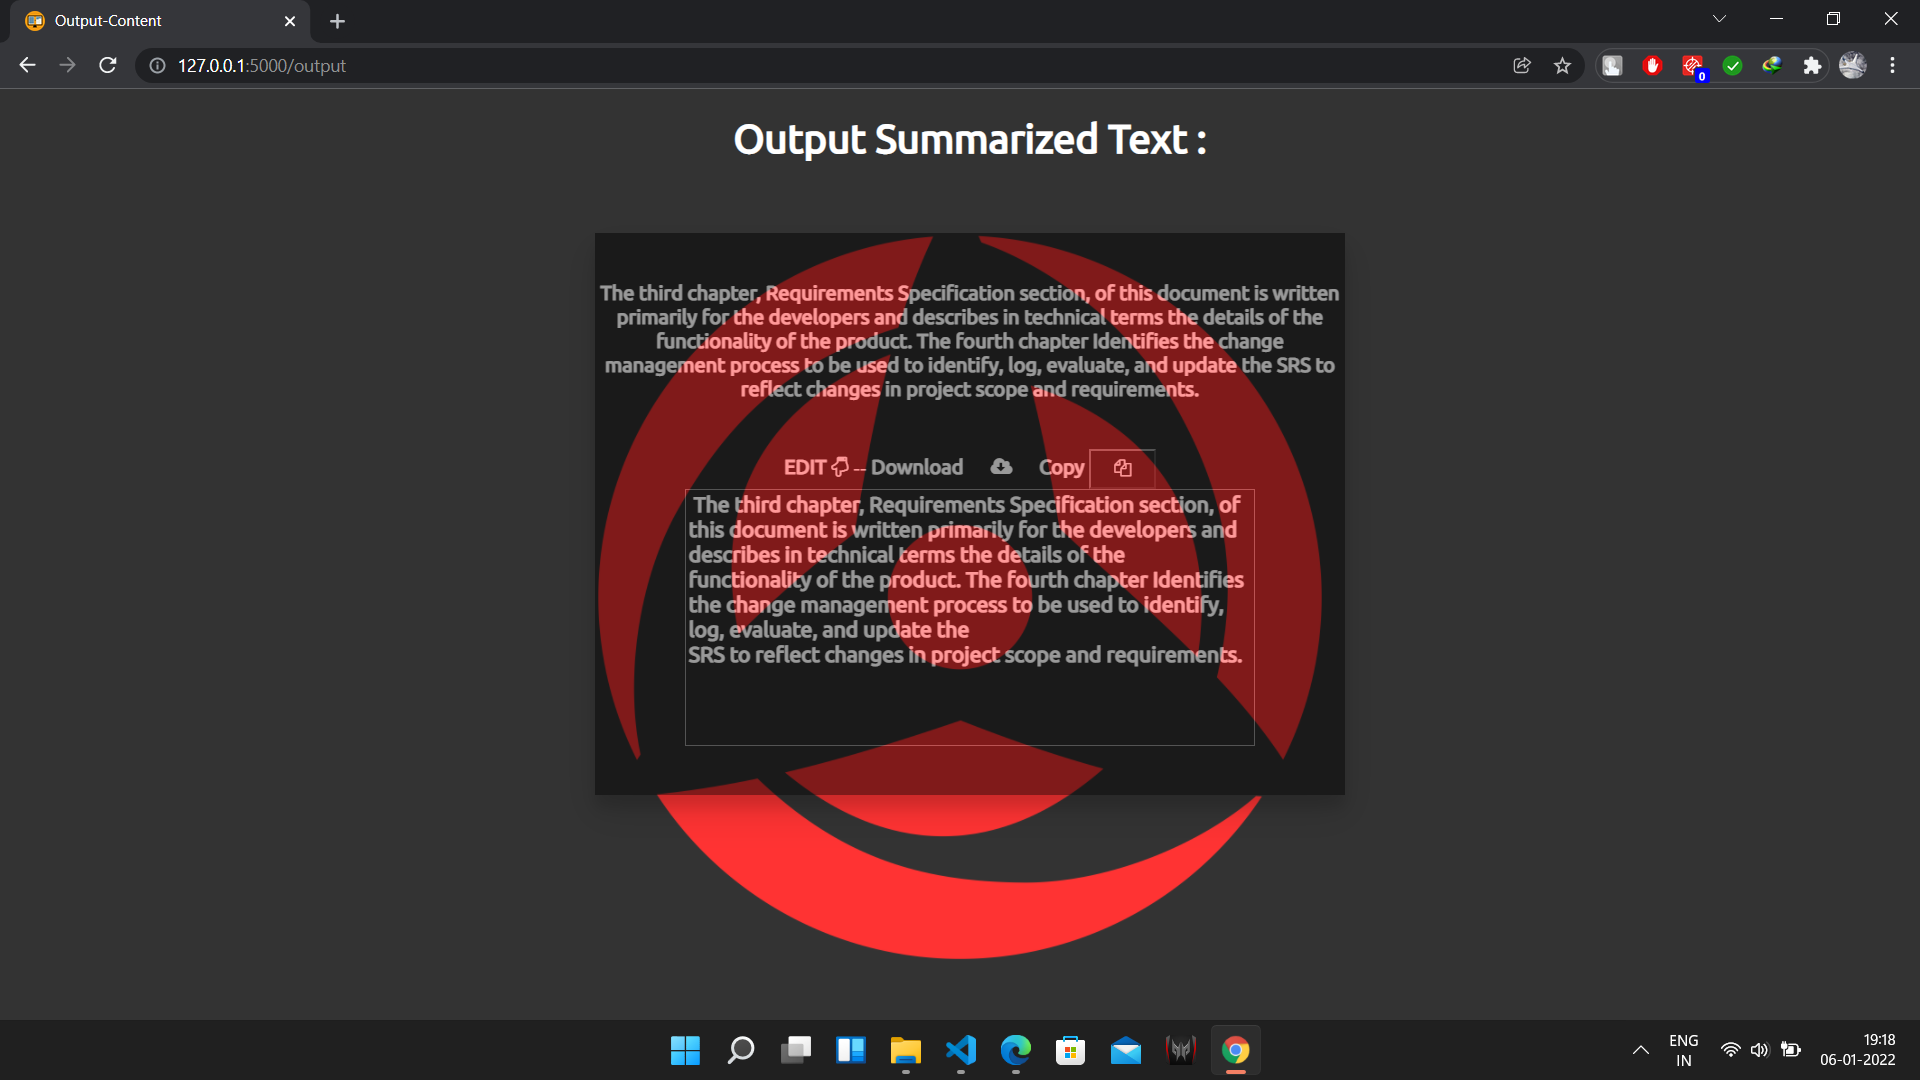 Output-Content
127.0.0.1:5000/output
0
Output Summarized Text :
The third chapter, Requirements Specification section, of this document is written
primarily for the developers and describes in technical terms the details of the
functionality of the product. The fourth chapter Identifies the change
management process to be used to identify, log, evaluate, and update the SRS to
reflect changes in project scope and requirements.
EDIT -- Download Copy
The third chapter, Requirements Specification section, of
this document is written primarily for the developers and
describes in technical terms the details of the
functionality of the product. The fourth chapter Identifies
the change management process to be used to identify,
log, evaluate, and update the
SRS to reflect changes in project scope and requirements.
ENG
IN
19:18
06-01-2022